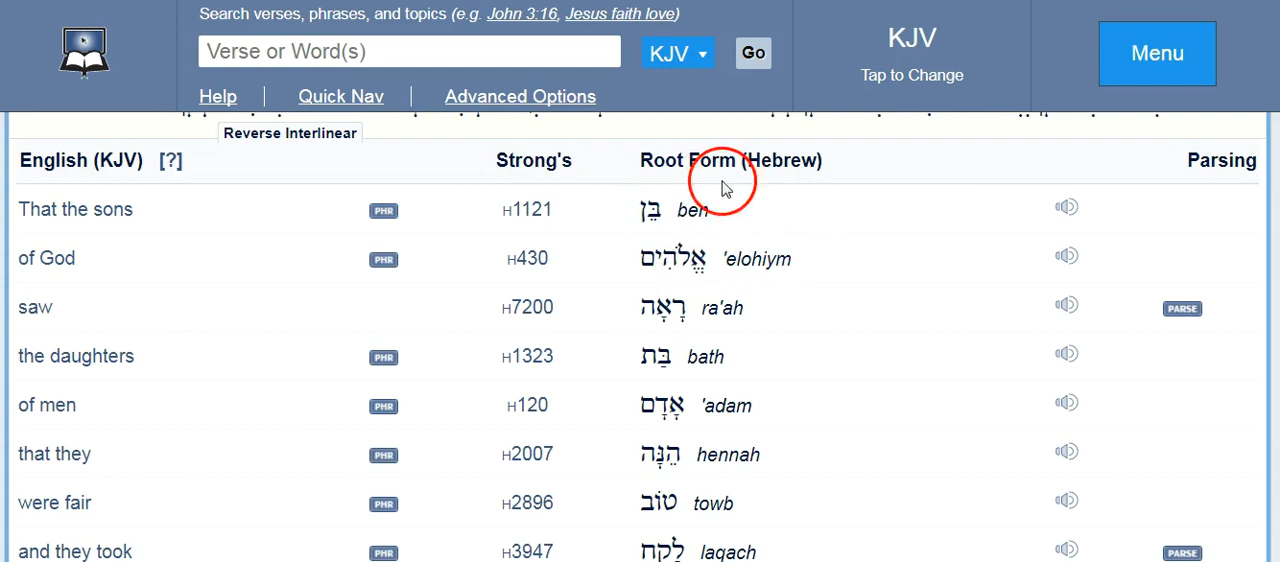 Search verses, phrases, and topics (e.g. John 3:16, Jesus faith love)
Verse or Word(s)
KJV
Go
KJV
Tap to Change
Menu
Help
Quick Nav
Advanced Options
Reverse Interlinear
English (KJV) [?] Strong's Root Form (Hebrew) Parsing
That the sons PHR H1121 בֵּן ben
of God PHR H430 אֱלֹהִים 'elohiym
saw H7200 רָאָה ra'ah PARSE
the daughters PHR H1323 בַּת bath
of men PHR H120 אָדָם 'adam
that they PHR H2007 הֵנָּה hennah
were fair PHR H2896 טוֹב towb
and they took PHR H3947 לָקַח laqach PARSE